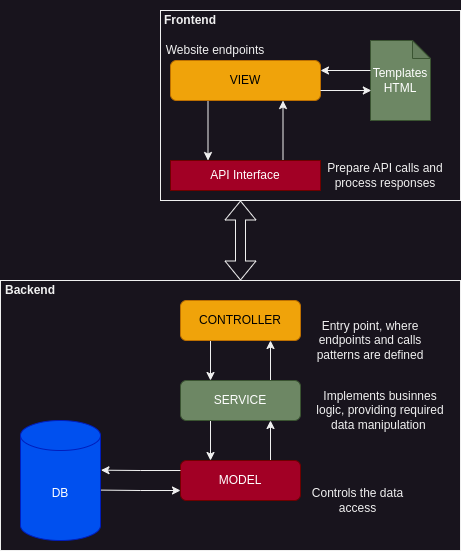 Frontend
Website endpoints
VIEW
Templates
HTML
API Interface
Prepare API calls and
process responses
Backend
CONTROLLER
Entry point, where
endpoints and calls
patterns are defined
SERVICE
Implements businnes
logic, providing required
data manipulation
DB
MODEL
Controls the data
access